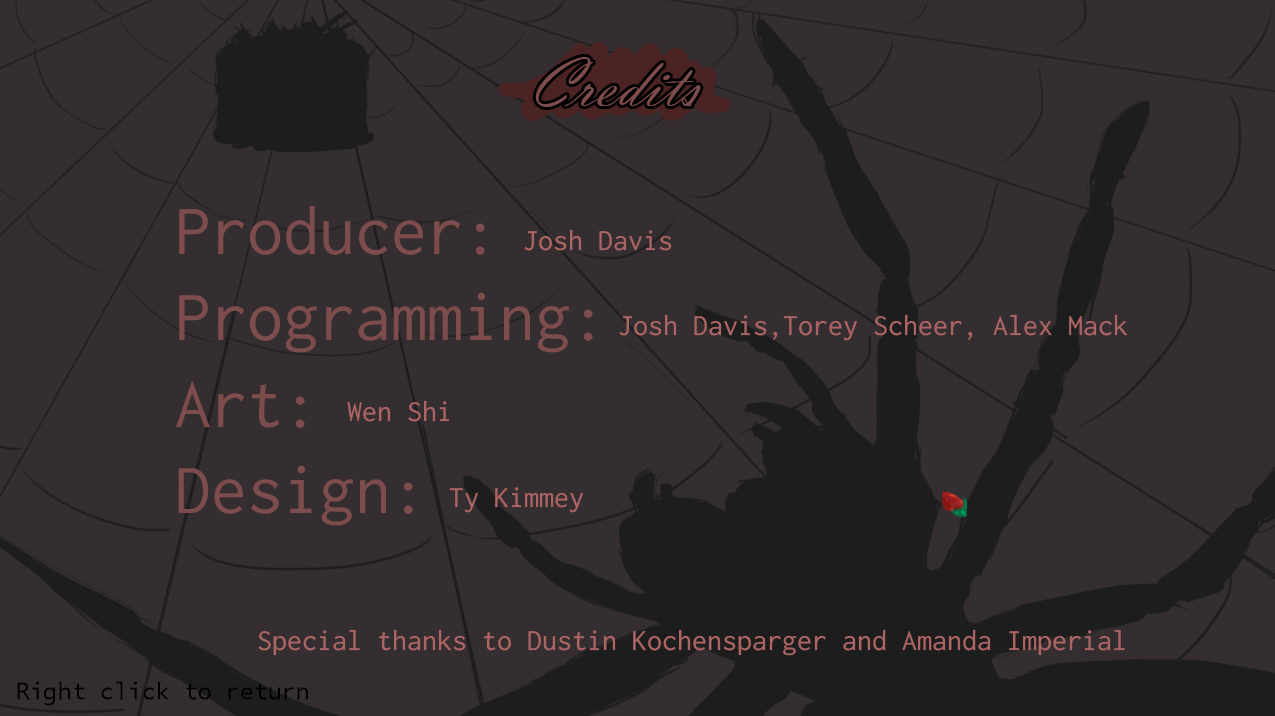 Credits
Producer: Josh Davis
Programming: Josh Davis,Torey Scheer, Alex Mack
Art: Wen Shi
Design: Ty Kimmey
Special thanks to Dustin Kochensparger and Amanda Imperial
Right click to return